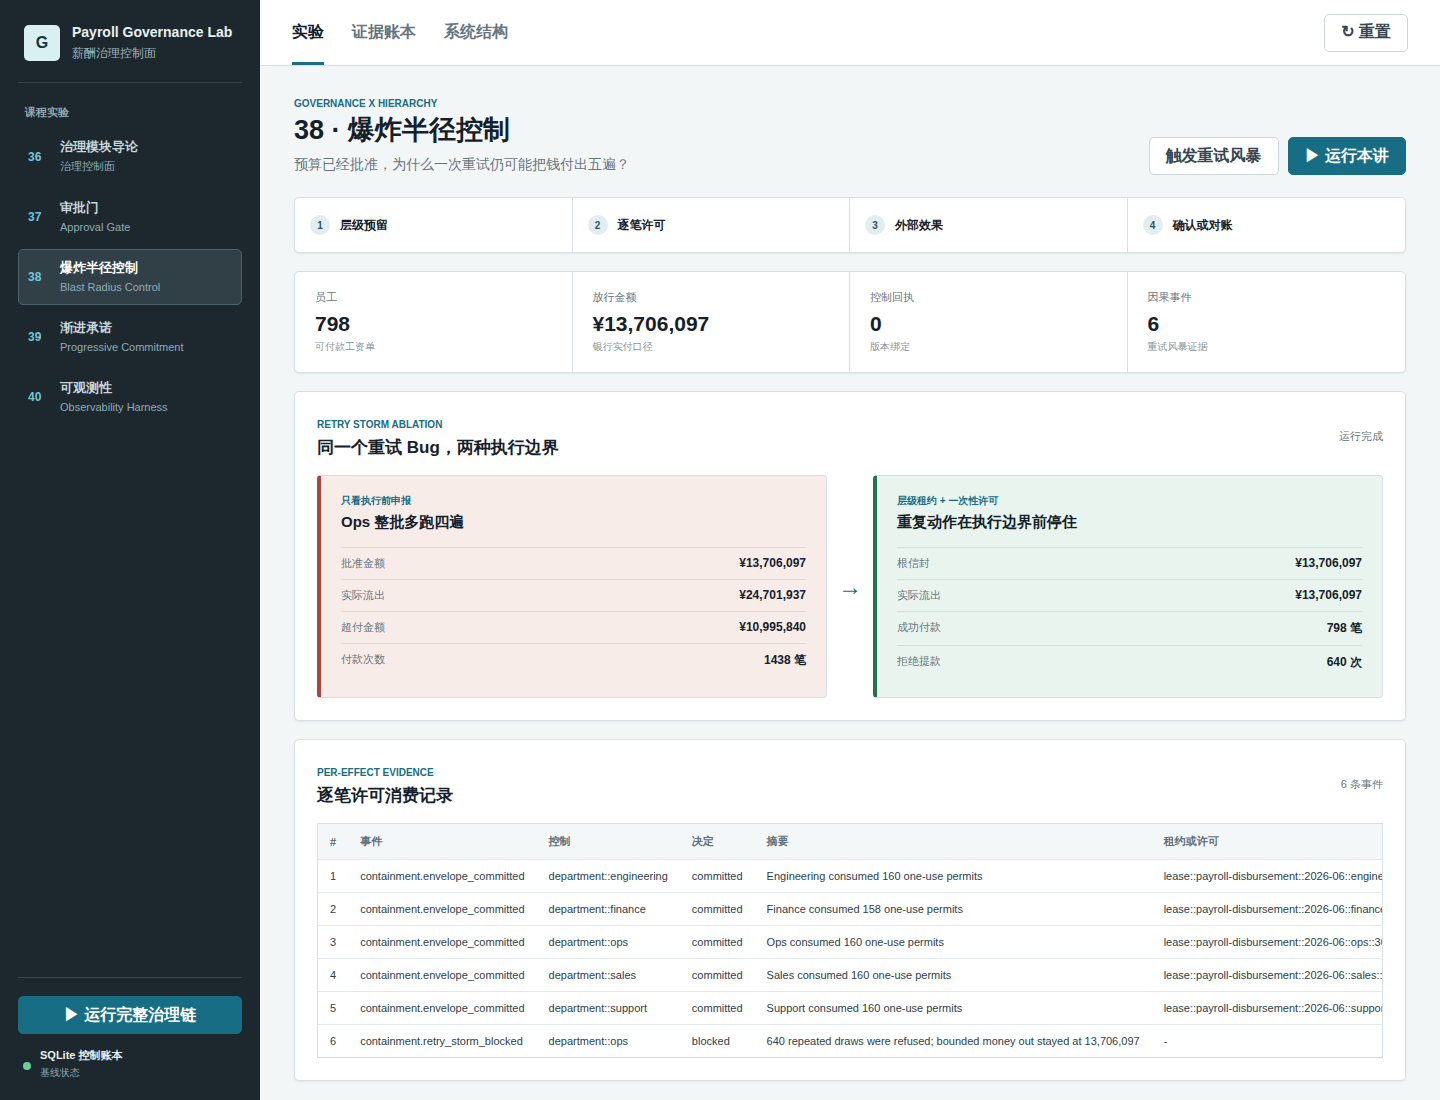 G
Payroll Governance Lab
薪酬治理控制面
课程实验
36 治理模块导论
治理控制面
37 审批门
Approval Gate
38 爆炸半径控制
Blast Radius Control
39 渐进承诺
Progressive Commitment
40 可观测性
Observability Harness
▶ 运行完整治理链
SQLite 控制账本
基线状态
实验 证据账本 系统结构
↻ 重置
GOVERNANCE X HIERARCHY
38 · 爆炸半径控制
预算已经批准，为什么一次重试仍可能把钱付出五遍？
触发重试风暴 ▶ 运行本讲
1 层级预留 2 逐笔许可 3 外部效果 4 确认或对账
员工 放行金额 控制回执 因果事件
798 ¥13,706,097 0 6
可付款工资单 银行实付口径 版本绑定 重试风暴证据
RETRY STORM ABLATION
同一个重试 Bug，两种执行边界
运行完成
只看执行前申报
Ops 整批多跑四遍
批准金额 ¥13,706,097
实际流出 ¥24,701,937
超付金额 ¥10,995,840
付款次数 1438 笔
→
层级租约 + 一次性许可
重复动作在执行边界前停住
根信封 ¥13,706,097
实际流出 ¥13,706,097
成功付款 798 笔
拒绝提款 640 次
PER-EFFECT EVIDENCE
逐笔许可消费记录
6 条事件
# 事件 控制 决定 摘要 租约或许可
1 containment.envelope_committed department::engineering committed Engineering consumed 160 one-use permits lease::payroll-disbursement::2026-06::engine
2 containment.envelope_committed department::finance committed Finance consumed 158 one-use permits lease::payroll-disbursement::2026-06::finance
3 containment.envelope_committed department::ops committed Ops consumed 160 one-use permits lease::payroll-disbursement::2026-06::ops::3
4 containment.envelope_committed department::sales committed Sales consumed 160 one-use permits lease::payroll-disbursement::2026-06::sales::
5 containment.envelope_committed department::support committed Support consumed 160 one-use permits lease::payroll-disbursement::2026-06::suppor
6 containment.retry_storm_blocked department::ops blocked 640 repeated draws were refused; bounded money out stayed at 13,706,097 -